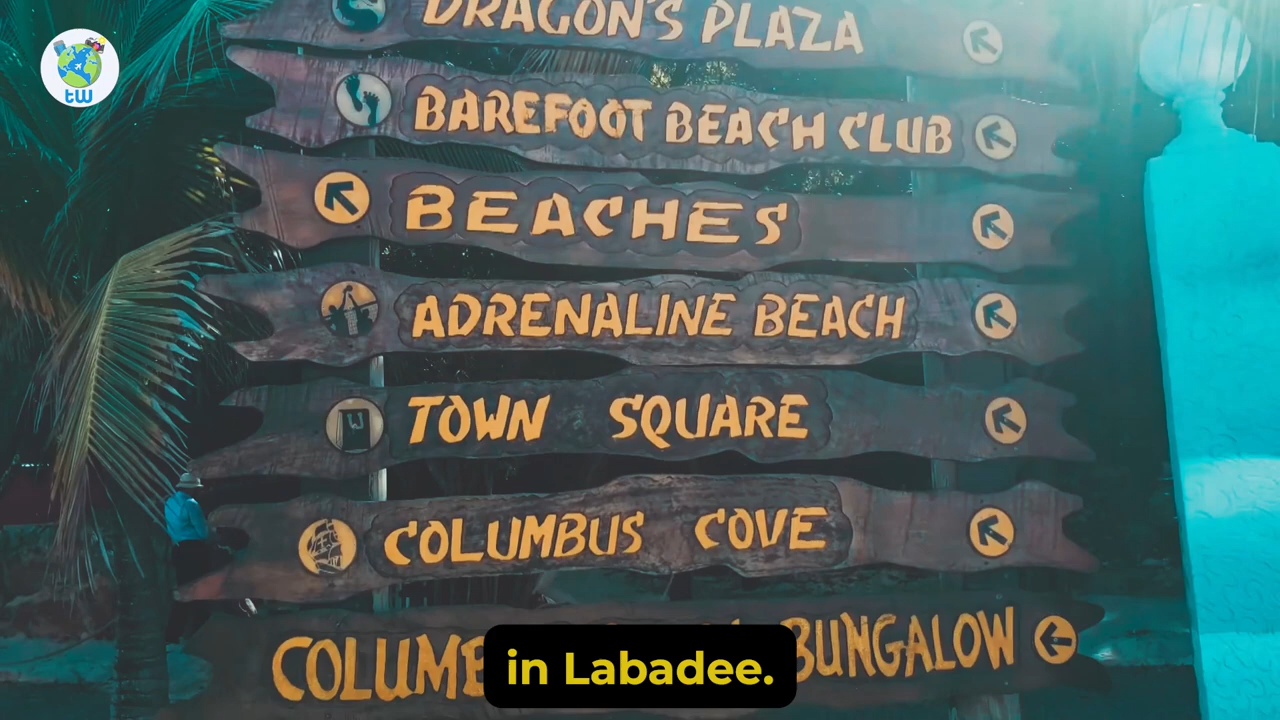 DRAGON'S PLAZA
tw
BAREFOOT BEACH CLUB
BEACHES
ADRENALINE BEACH
TOWN SQUARE
COLUMBUS COVE
BUNGALOW
in Labadee.